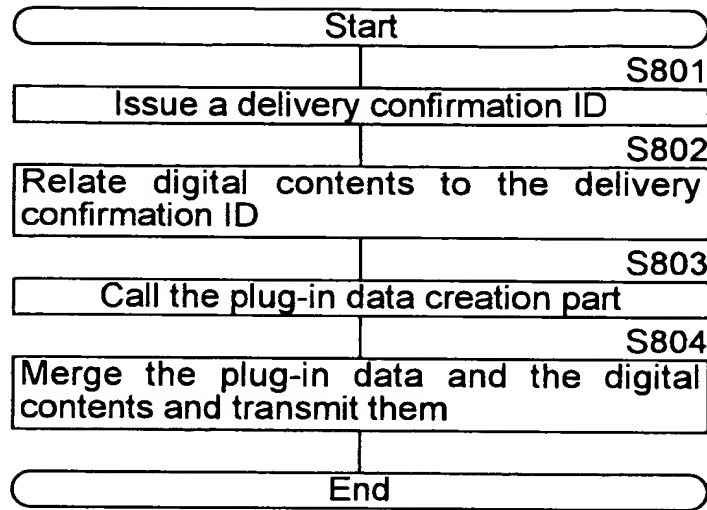 Start
S801
Issue a delivery confirmation ID
S802
Relate digital contents to the delivery
confirmation ID
S803
Call the plug-in data creation part
S804
Merge the plug-in data and the digital
contents and transmit them
End